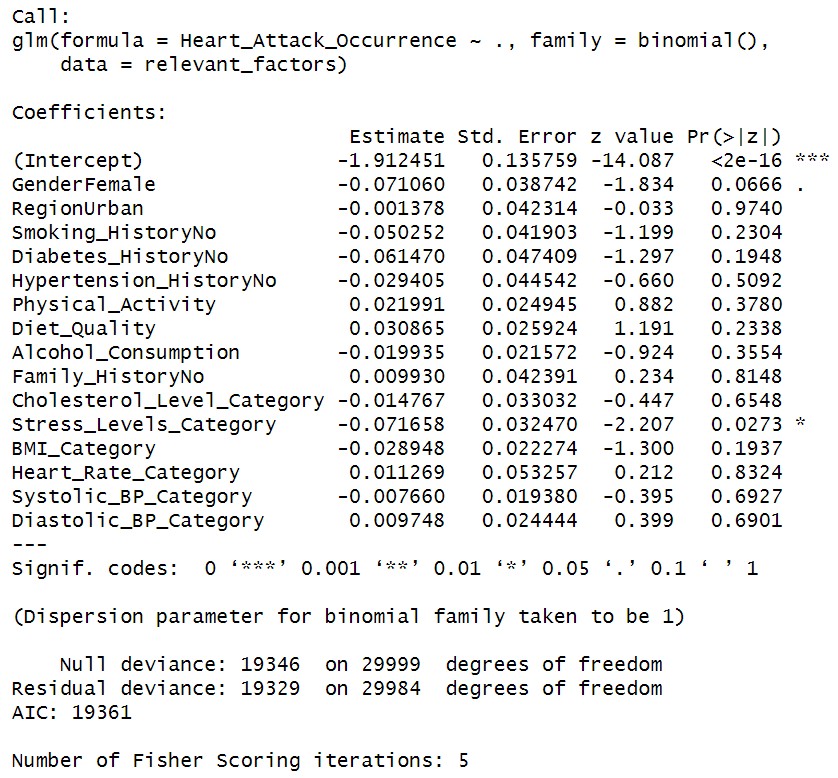 Call:
glm(formula = Heart_Attack_Occurrence ~ ., family = binomial(),
    data = relevant_factors)

Coefficients:
                          Estimate Std. Error z value Pr(>|z|)
(Intercept)              -1.912451   0.135759 -14.087   <2e-16 ***
GenderFemale             -0.071060   0.038742  -1.834   0.0666 .
RegionUrban              -0.001378   0.042314  -0.033   0.9740
Smoking_HistoryNo        -0.050252   0.041903  -1.199   0.2304
Diabetes_HistoryNo       -0.061470   0.047409  -1.297   0.1948
Hypertension_HistoryNo   -0.029405   0.044542  -0.660   0.5092
Physical_Activity         0.021991   0.024945   0.882   0.3780
Diet_Quality              0.030865   0.025924   1.191   0.2338
Alcohol_Consumption      -0.019935   0.021572  -0.924   0.3554
Family_HistoryNo          0.009930   0.042391   0.234   0.8148
Cholesterol_Level_Category -0.014767   0.033032  -0.447   0.6548
Stress_Levels_Category   -0.071658   0.032470  -2.207   0.0273 *
BMI_Category             -0.028948   0.022274  -1.300   0.1937
Heart_Rate_Category       0.011269   0.053257   0.212   0.8324
Systolic_BP_Category     -0.007660   0.019380  -0.395   0.6927
Diastolic_BP_Category     0.009748   0.024444   0.399   0.6901
---
Signif. codes:  0 ‘***’ 0.001 ‘**’ 0.01 ‘*’ 0.05 ‘.’ 0.1 ‘ ’ 1

(Dispersion parameter for binomial family taken to be 1)

    Null deviance: 19346  on 29999  degrees of freedom
Residual deviance: 19329  on 29984  degrees of freedom
AIC: 19361

Number of Fisher Scoring iterations: 5